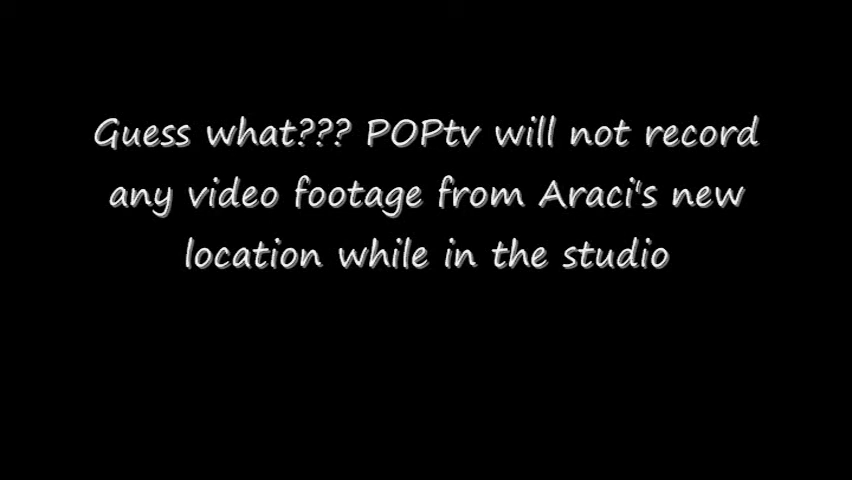 Guess what??? POPtv will not record
any video footage from Araci's new
location while in the studio